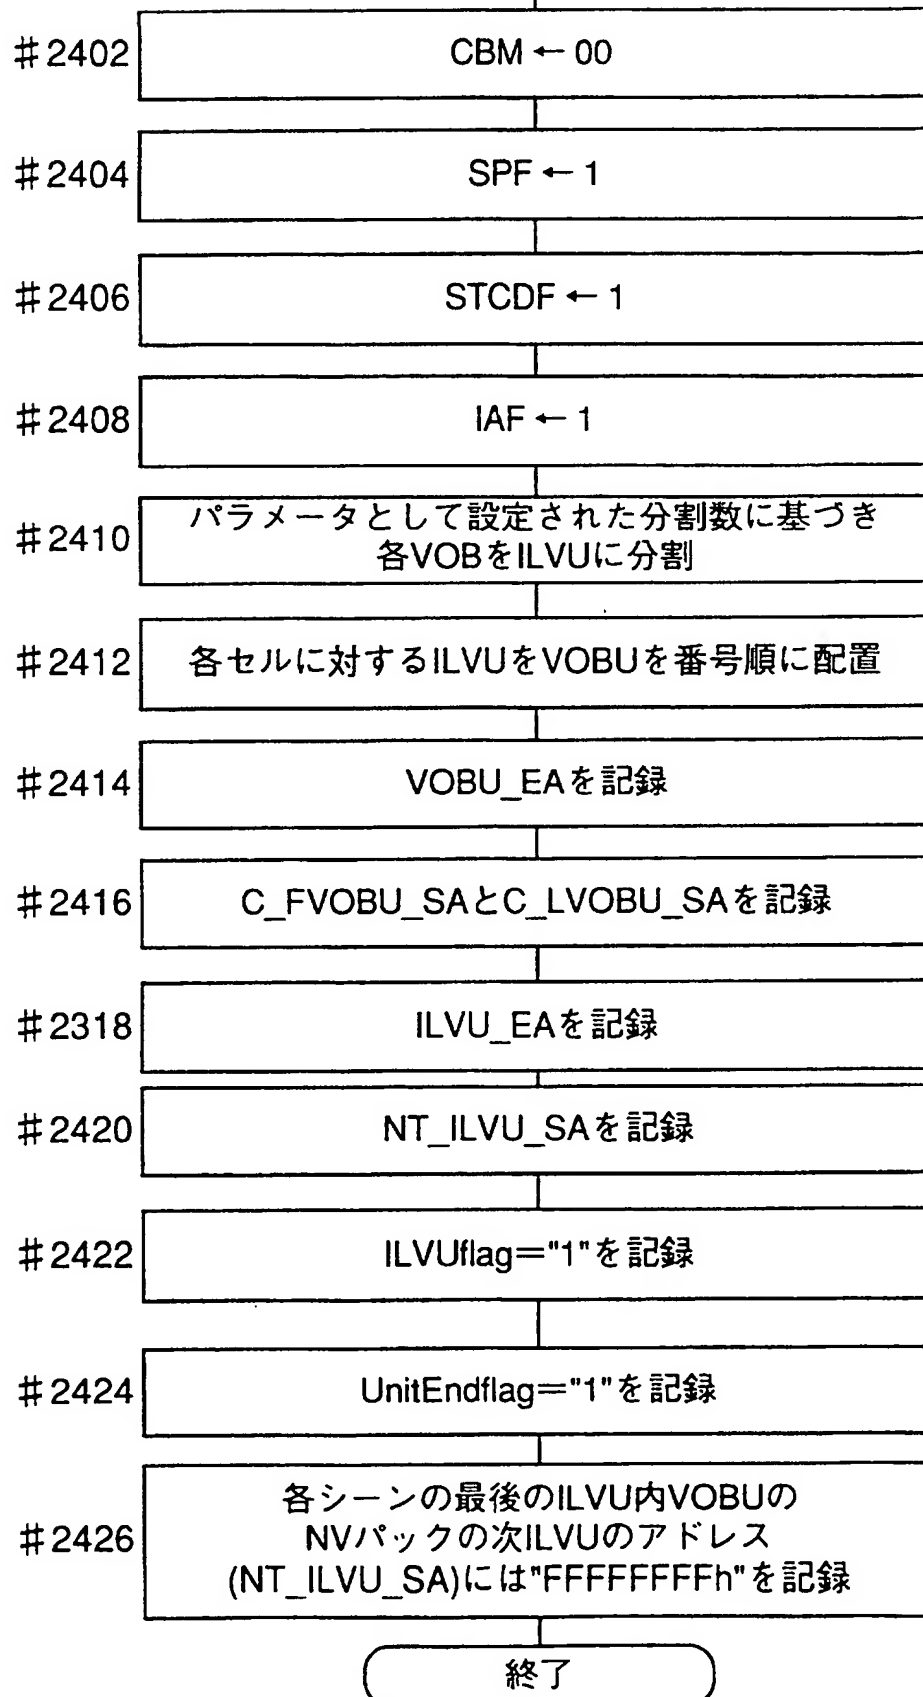 #2402 CBM ← 00
#2404 SPF ← 1
#2406 STCDF ← 1
#2408 IAF ← 1
#2410 パラメータとして設定された分割数に基づき
各VOBをILVUに分割
#2412 各セルに対するILVUをVOBUを番号順に配置
#2414 VOBU_EAを記録
#2416 C_FVOBU_SAとC_LVOBU_SAを記録
#2318 ILVU_EAを記録
#2420 NT_ILVU_SAを記録
#2422 ILVUflag="1"を記録
#2424 UnitEndflag="1"を記録
#2426 各シーンの最後のILVU内VOBUの
NVパックの次ILVUのアドレス
(NT_ILVU_SA)には"FFFFFFFFh"を記録
終了